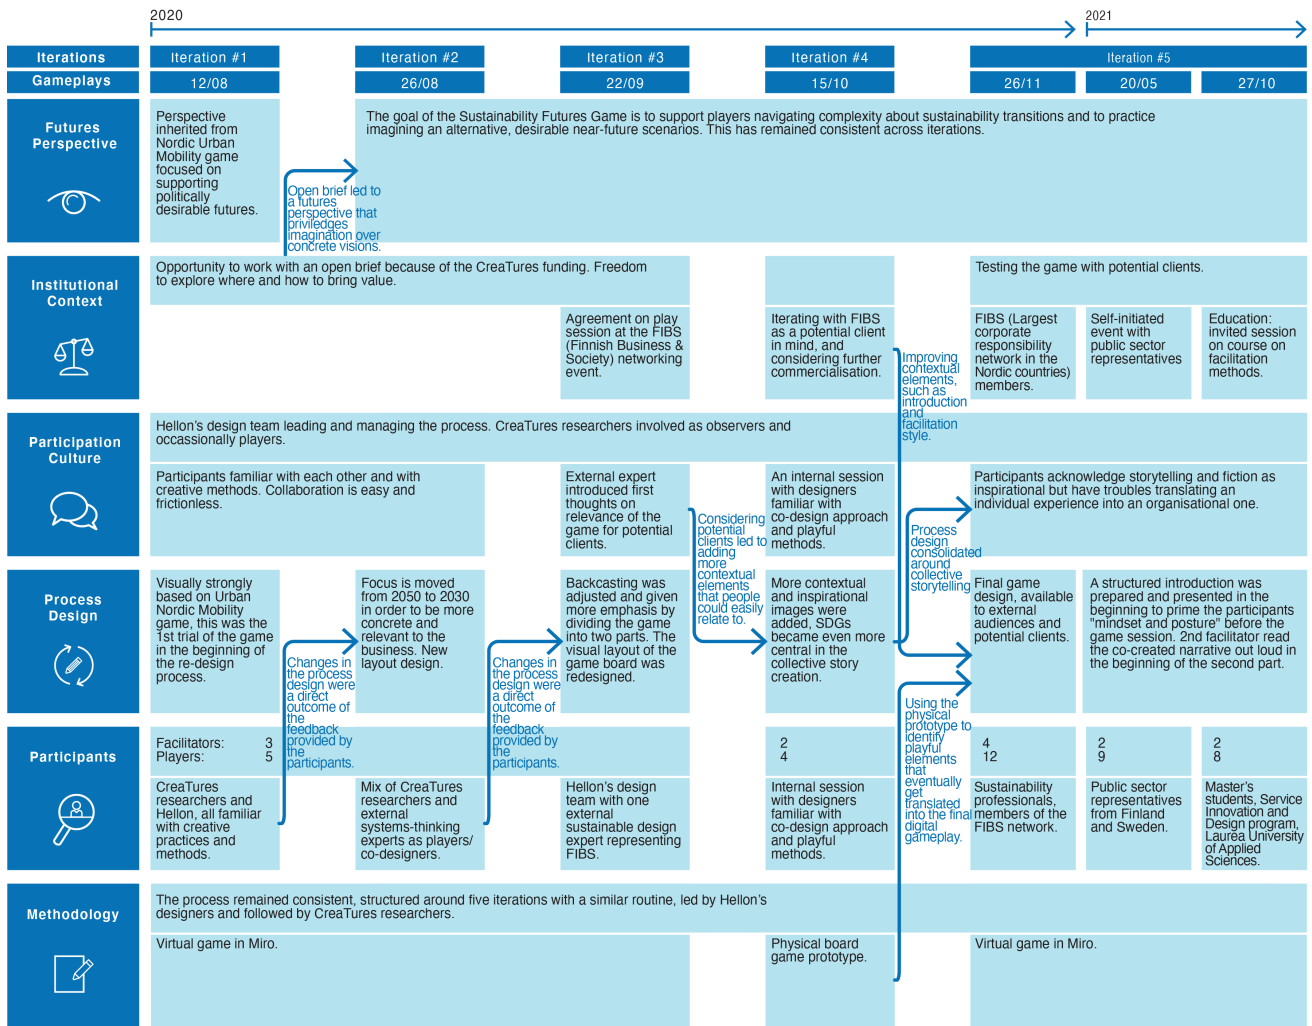 2020
2021
Iterations
Iteration #1
Iteration #2
Iteration #3
Iteration #4
Iteration #5
Gameplays
12/08
26/08
22/09
15/10
26/11
20/05
27/10
Futures
Perspective
Perspective
inherited from
Nordic Urban
Mobility game
focused on
supporting
politically
desirable futures.
Open brief led to
a futures
perspective that
priviledges
imagination over
concrete visions.
The goal of the Sustainability Futures Game is to support players navigating complexity about sustainability transitions and to practice
imagining an alternative, desirable near-future scenarios. This has remained consistent across iterations.
Institutional
Context
Opportunity to work with an open brief because of the CreaTures funding. Freedom
to explore where and how to bring value.
Testing the game with potential clients.
Agreement on play
session at the FIBS
(Finnish Business &
Society) networking
event.
Iterating with FIBS
as a potential client
in mind, and
considering further
commercialisation.
Improving
contextual
elements,
such as
introduction
and
facilitation
style.
FIBS (Largest
corporate
responsibility
network in the
Nordic countries)
members.
Self-initiated
event with
public sector
representatives
Education:
invited session
on course on
facilitation
methods.
Participation
Culture
Hellon's design team leading and managing the process. CreaTures researchers involved as observers and
occassionally players.
Participants familiar with each other and with
creative methods. Collaboration is easy and
frictionless.
External expert
introduced first
thoughts on
relevance of the
game for potential
clients.
Considering
potential
clients led to
adding
more
contextual
elements
that people
could easily
relate to.
An internal session
with designers
familiar with
co-design approach
and playful
methods.
Process
design
consolidated
around
collective
storytelling
Participants acknowledge storytelling and fiction as
inspirational but have troubles translating an
individual experience into an organisational one.
Process
Design
Visually strongly
based on Urban
Nordic Mobility
game, this was the
1st trial of the game
in the beginning of
the re-design
process.
Changes in
the process
design were
a direct
outcome of
the
feedback
provided by
the
participants.
Focus is moved
from 2050 to 2030
in order to be more
concrete and
relevant to the
business. New
layout design.
Changes in
the process
design were
a direct
outcome of
the
feedback
provided by
the
participants.
Backcasting was
adjusted and given
more emphasis by
dividing the game
into two parts. The
visual layout of the
game board was
redesigned.
More contextual
and inspirational
images were
added, SDGs
became even more
central in the
collective story
creation.
Using the
physical
prototype to
identify
playful
elements
that
eventually
get
translated
into the final
digital
gameplay.
Final game
design, available
to external
audiences and
potential clients.
A structured introduction was
prepared and presented in the
beginning to prime the participants
"mindset and posture" before the
game session. 2nd facilitator read
the co-created narrative out loud in
the beginning of the second part.
Participants
Facilitators: 3
Players: 5
2
4
4
12
2
9
2
8
CreaTures
researchers and
Hellon, all familiar
with creative
practices and
methods.
Mix of CreaTures
researchers and
external
systems-thinking
experts as players/
co-designers.
Hellon's design
team with one
external
sustainable design
expert representing
FIBS.
Internal session
with designers
familiar with
co-design approach
and playful
methods.
Sustainability
professionals,
members of the
FIBS network.
Public sector
representatives
from Finland
and Sweden.
Master's
students, Service
Innovation and
Design program,
Laurea University
of Applied
Sciences.
Methodology
The process remained consistent, structured around five iterations with a similar routine, led by Hellon's
designers and followed by CreaTures researchers.
Virtual game in Miro.
Physical board
game prototype.
Virtual game in Miro.